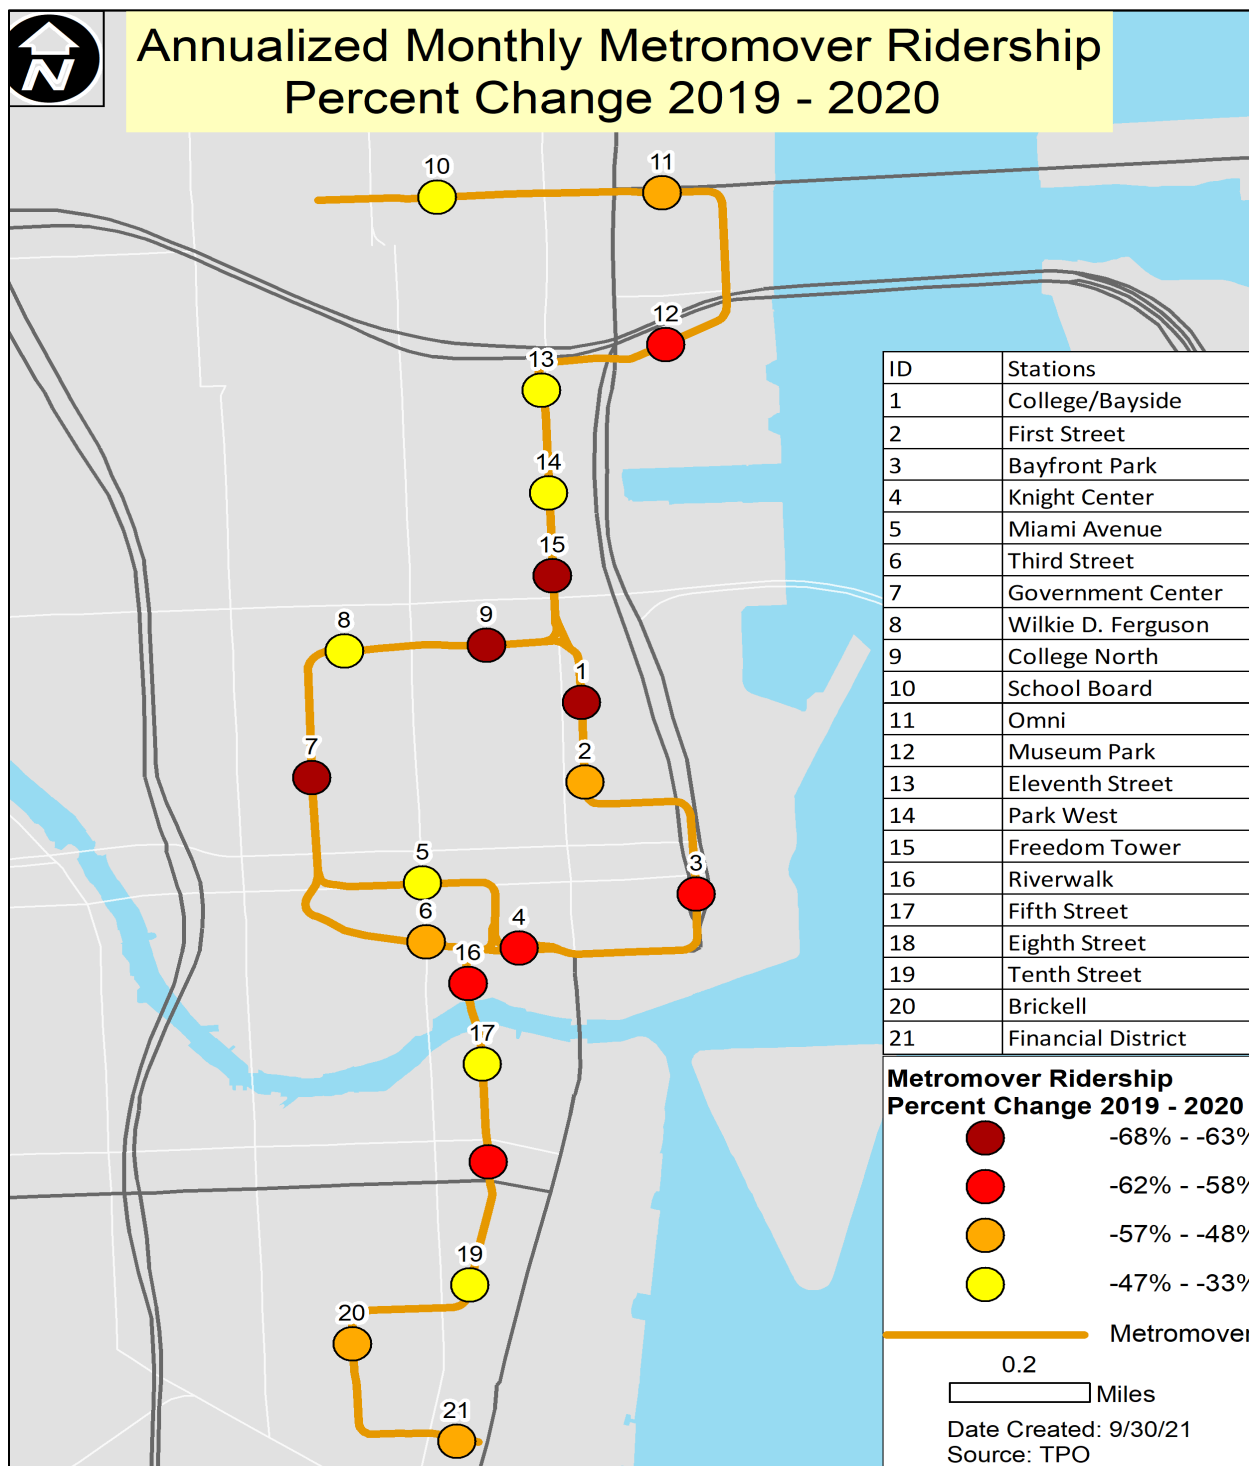 Annualized Monthly Metromover Ridership
Percent Change 2019 - 2020
N
10
11
12
13
14
15
8
9
1
7
2
5
3
6
4
16
17
19
20
21
ID Stations
1 College/Bayside
2 First Street
3 Bayfront Park
4 Knight Center
5 Miami Avenue
6 Third Street
7 Government Center
8 Wilkie D. Ferguson
9 College North
10 School Board
11 Omni
12 Museum Park
13 Eleventh Street
14 Park West
15 Freedom Tower
16 Riverwalk
17 Fifth Street
18 Eighth Street
19 Tenth Street
20 Brickell
21 Financial District
Metromover Ridership
Percent Change 2019 - 2020
-68% - -63%
-62% - -58%
-57% - -48%
-47% - -33%
Metromover
0.2
Miles
Date Created: 9/30/21
Source: TPO